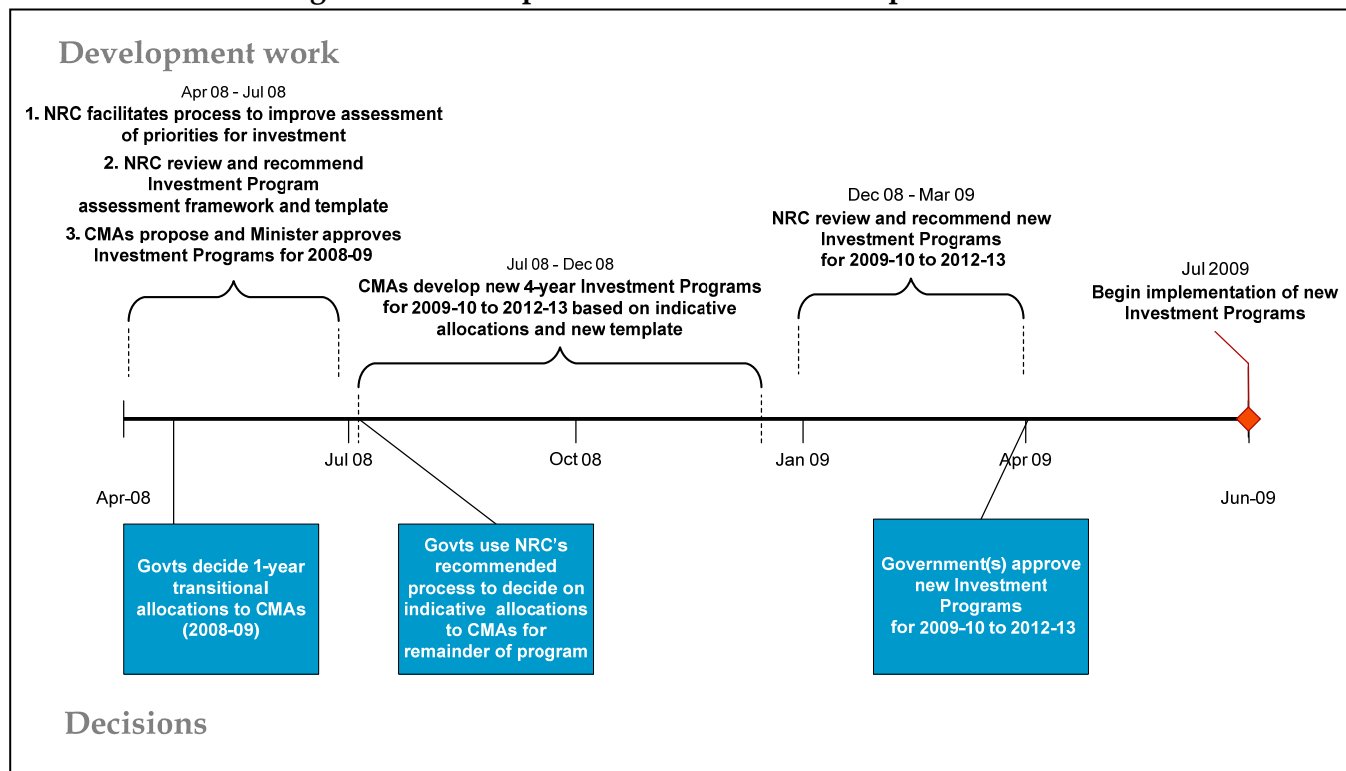 Development work
Apr 08 - Jul 08
1. NRC facilitates process to improve assessment
of priorities for investment
2. NRC review and recommend
Investment Program
assessment framework and template
3. CMAs propose and Minister approves
Investment Programs for 2008-09
Jul 08 - Dec 08
CMAs develop new 4-year Investment Programs
for 2009-10 to 2012-13 based on indicative
allocations and new template
Dec 08 - Mar 09
NRC review and recommend new
Investment Programs
for 2009-10 to 2012-13
Jul 2009
Begin implementation of new
Investment Programs
Jul 08
Oct 08
Jan 09
Apr 09
Apr-08
Jun-09
Govts decide 1-year
transitional
allocations to CMAs
(2008-09)
Govts use NRC's
recommended
process to decide on
indicative allocations
to CMAs for
remainder of program
Government(s) approve
new Investment
Programs
for 2009-10 to 2012-13
Decisions